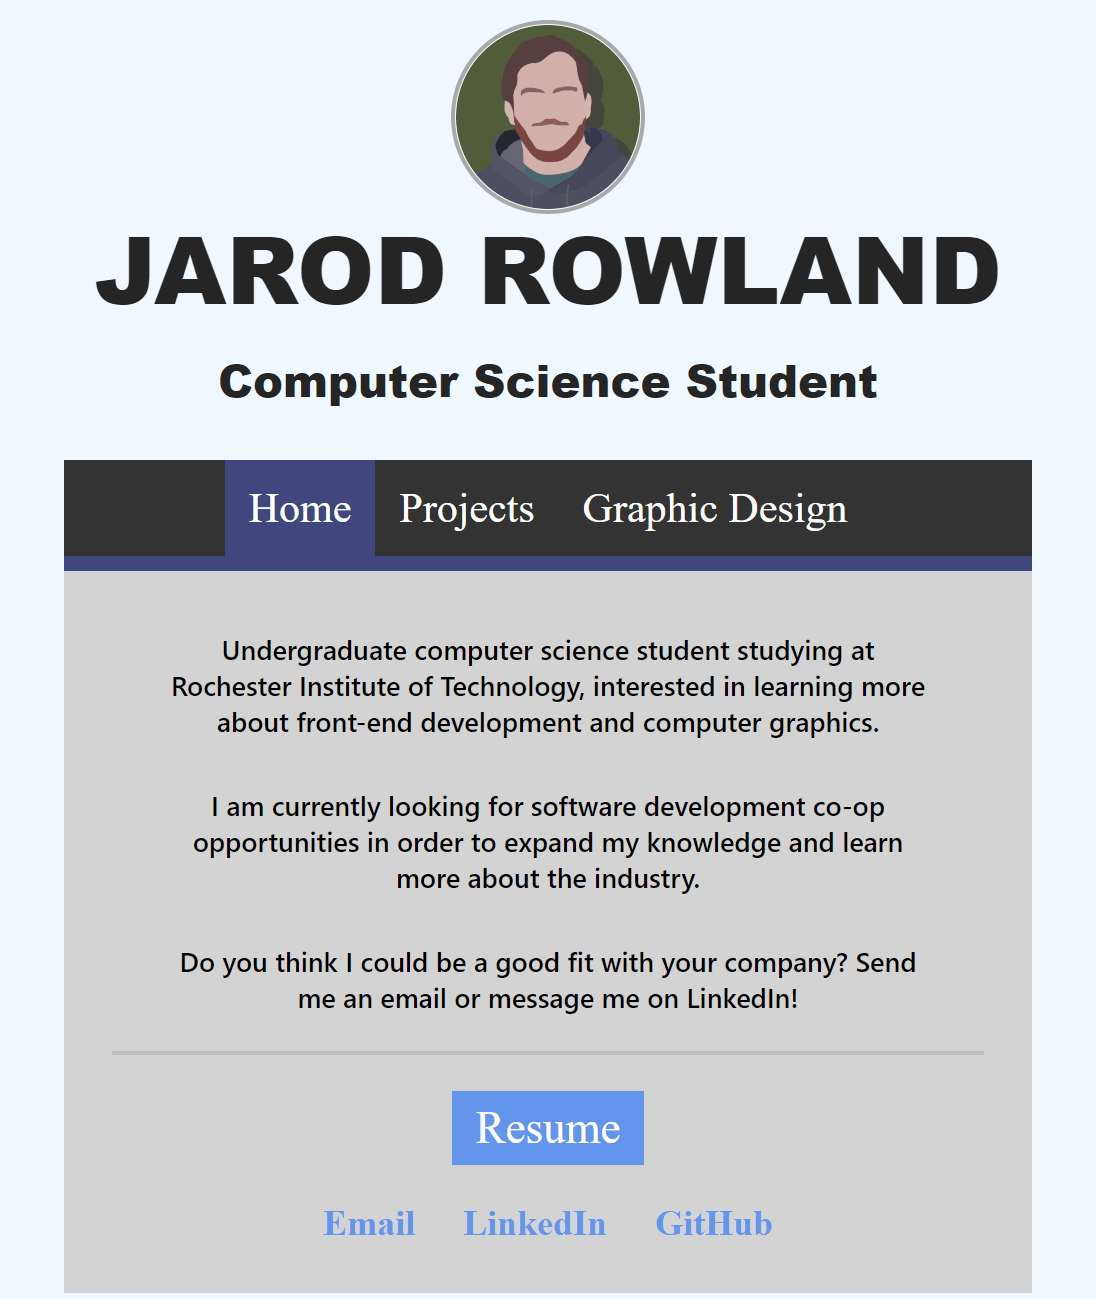 JAROD ROWLAND
Computer Science Student
Home Projects Graphic Design
Undergraduate computer science student studying at
Rochester Institute of Technology, interested in learning more
about front-end development and computer graphics.
I am currently looking for software development co-op
opportunities in order to expand my knowledge and learn
more about the industry.
Do you think I could be a good fit with your company? Send
me an email or message me on LinkedIn!
Resume
Email LinkedIn GitHub